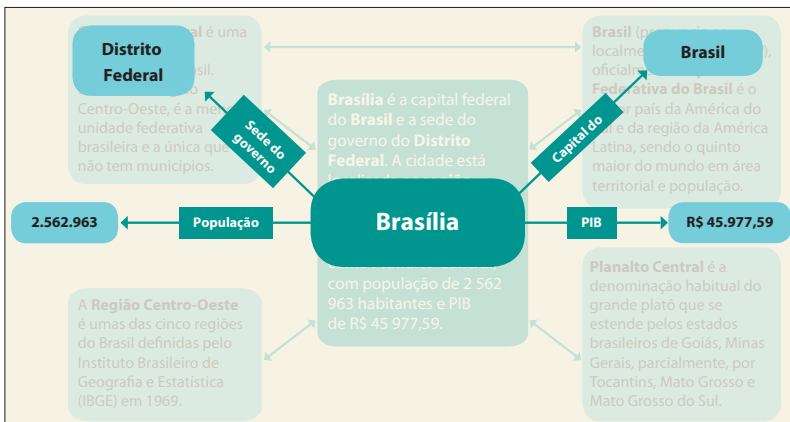 Distrito
Federal
Brasil
al é uma
sil.
Centro-Oeste, é a
unidade federativa
brasileira e a única que
não tem municípios.
Brasil
localmente
oficialmente
Federativa do Brasil é o
país da América do
e da região da América
Latina, sendo o quinto
maior do mundo em área
territorial e população.
Brasília é a capital federal
do Brasil e a sede do
governo do Distrito
Federal. A cidade está
Sede do
governo
Capital do
2.562.963
População
Brasília
PIB
R$ 45.977,59
com população de 2 562
963 habitantes e PIB
de R$ 45 977,59.
A Região Centro-Oeste
é umas das cinco regiões
do Brasil definidas pelo
Instituto Brasileiro de
Geografia e Estatística
(IBGE) em 1969.
Planalto Central é a
denominação habitual do
grande platô que se
estende pelos estados
brasileiros de Goiás, Minas
Gerais, parcialmente, por
Tocantins, Mato Grosso e
Mato Grosso do Sul.